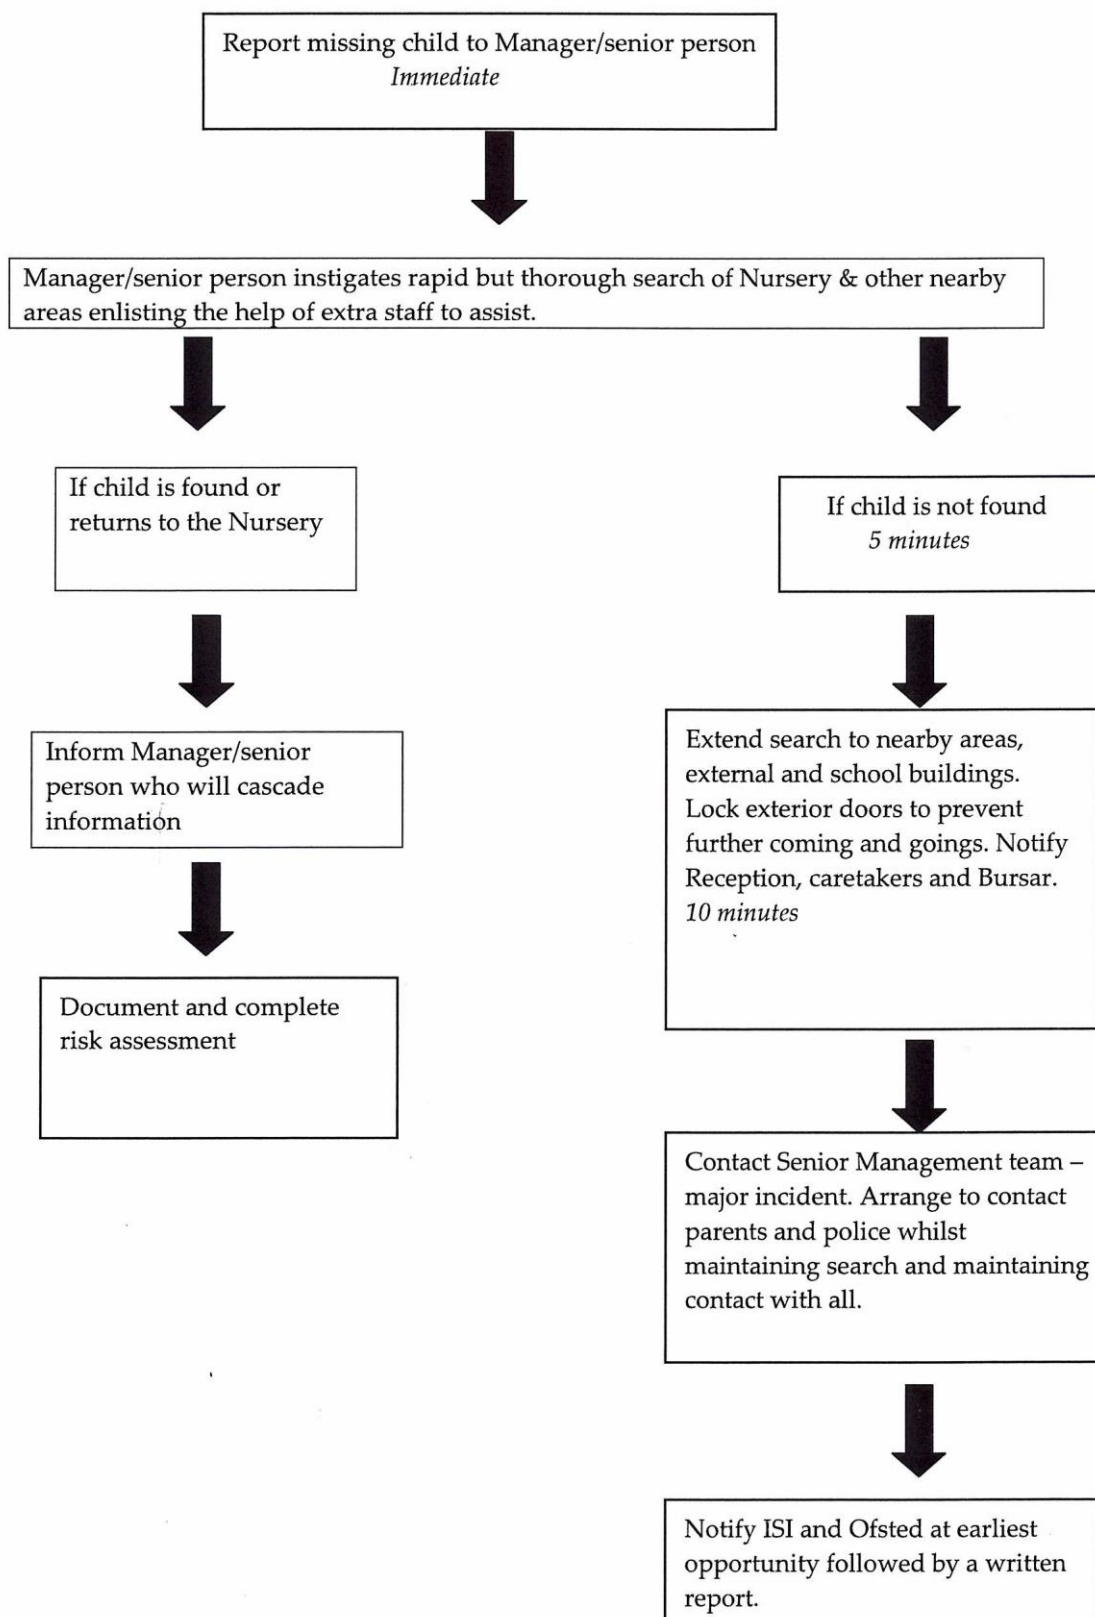 Report missing child to Manager/senior person
Immediate
Manager/senior person instigates rapid but thorough search of Nursery & other nearby
areas enlisting the help of extra staff to assist.
If child is found or
returns to the Nursery
If child is not found
5 minutes
Inform Manager/senior
person who will cascade
information
Extend search to nearby areas,
external and school buildings.
Lock exterior doors to prevent
further coming and goings. Notify
Reception, caretakers and Bursar.
10 minutes
Document and complete
risk assessment
Contact Senior Management team –
major incident. Arrange to contact
parents and police whilst
maintaining search and maintaining
contact with all.
Notify ISI and Ofsted at earliest
opportunity followed by a written
report.